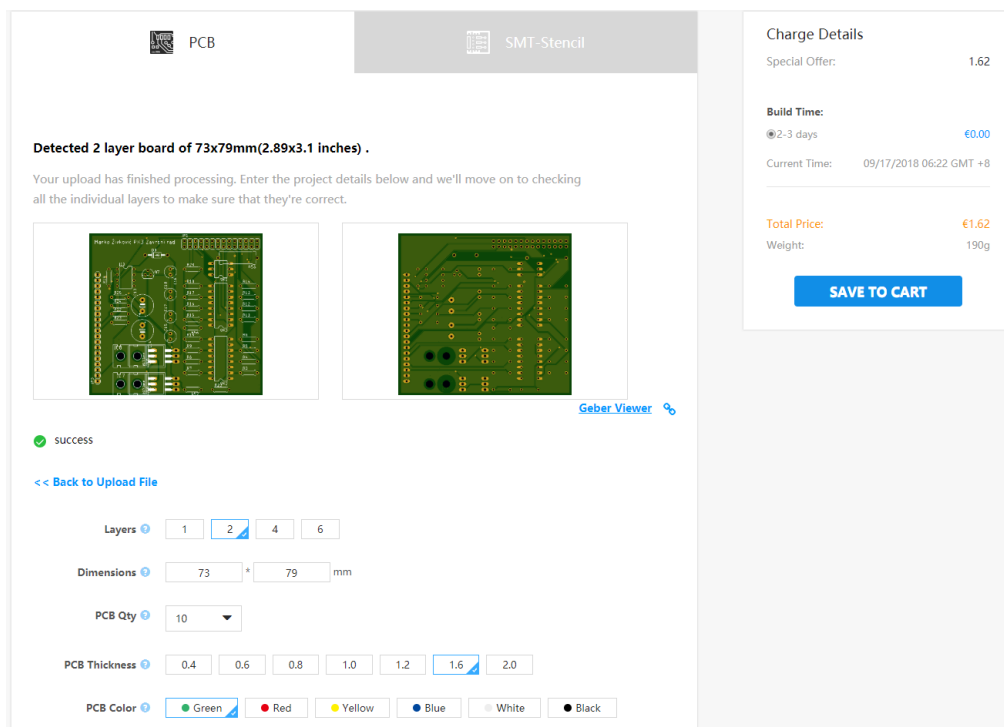 PCB
SMT-Stencil
Detected 2 layer board of 73x79mm(2.89x3.1 inches) .
Your upload has finished processing. Enter the project details below and we'll move on to checking
all the individual layers to make sure that they're correct.
Geber Viewer
success
<< Back to Upload File
Layers ? 1 2 4 6
Dimensions ? 73 * 79 mm
PCB Qty ? 10
PCB Thickness ? 0.4 0.6 0.8 1.0 1.2 1.6 2.0
PCB Color ? Green Red Yellow Blue White Black
Charge Details
Special Offer: 1.62
Build Time:
2-3 days €0.00
Current Time: 09/17/2018 06:22 GMT +8
Total Price: €1.62
Weight: 190g
SAVE TO CART